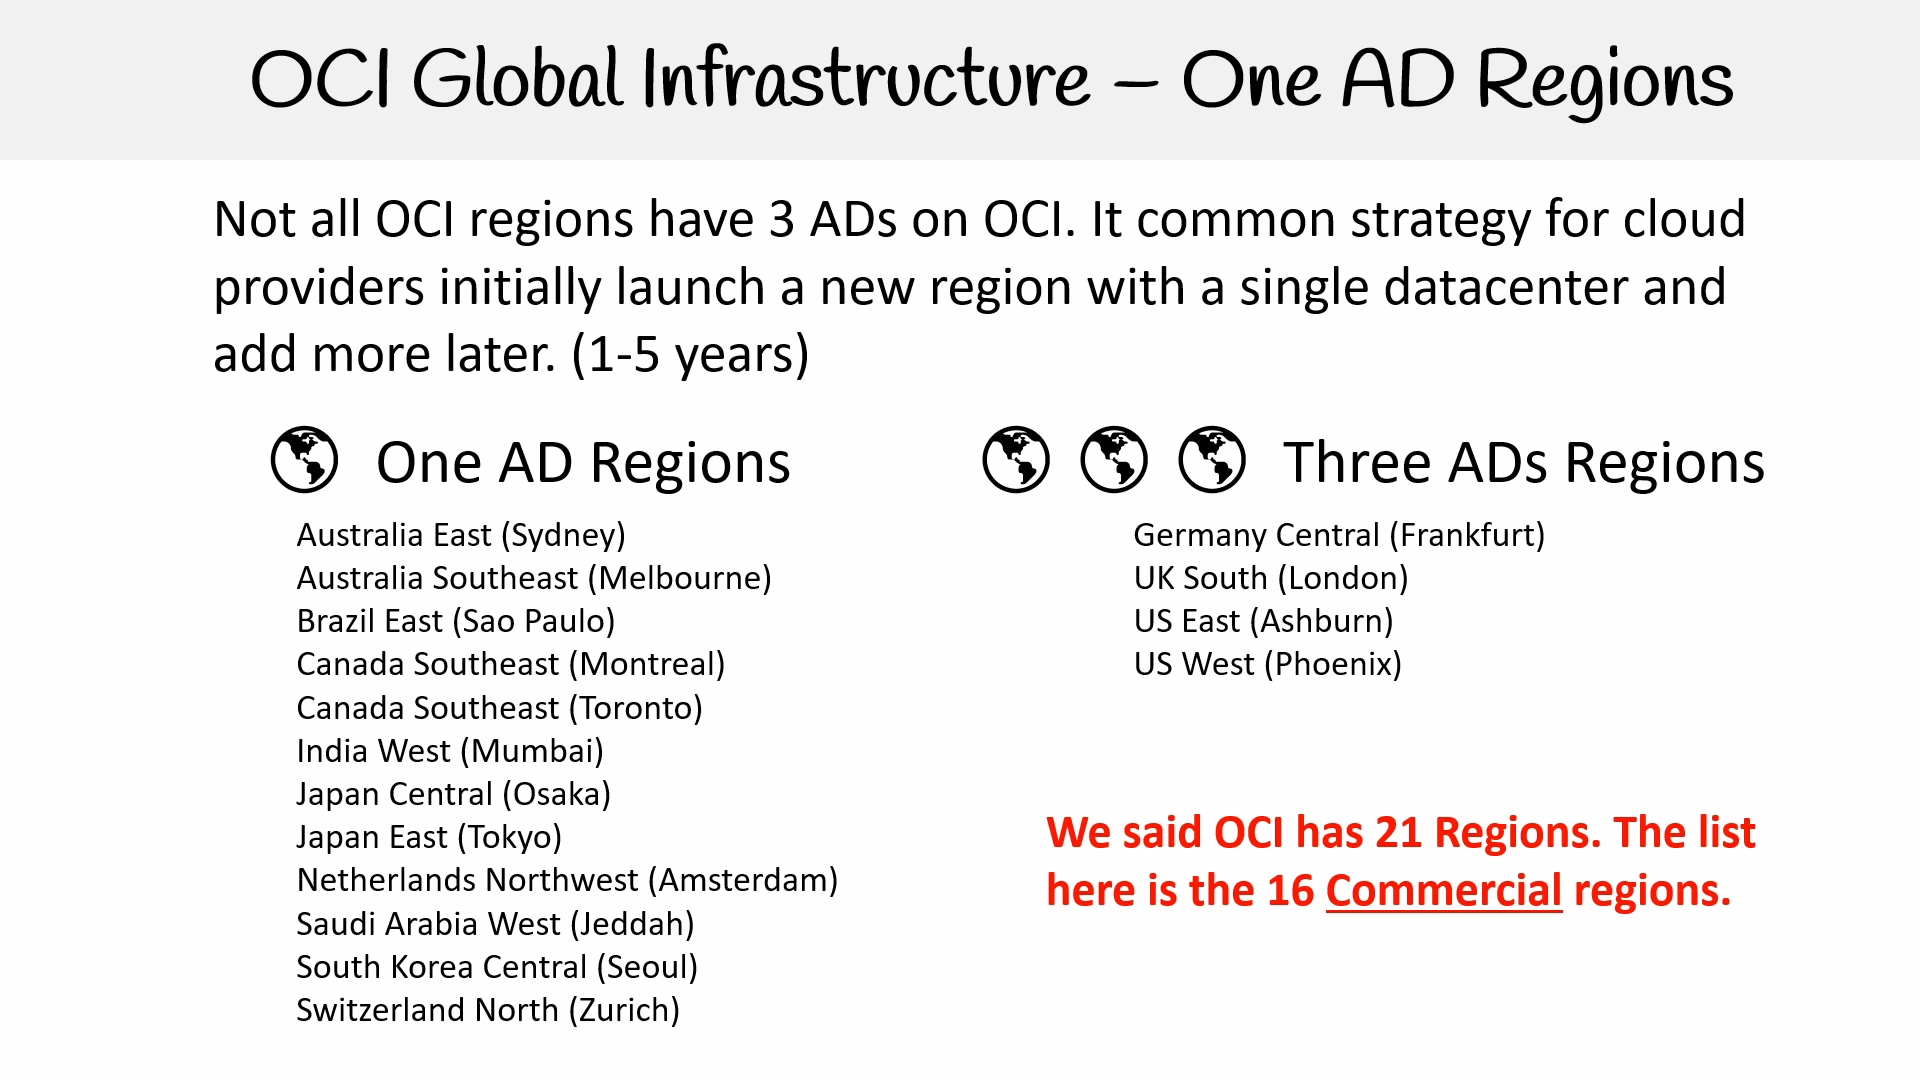 OCI Global Infrastructure – One AD Regions
Not all OCI regions have 3 ADs on OCI. It common strategy for cloud
providers initially launch a new region with a single datacenter and
add more later. (1-5 years)
One AD Regions
Australia East (Sydney)
Australia Southeast (Melbourne)
Brazil East (Sao Paulo)
Canada Southeast (Montreal)
Canada Southeast (Toronto)
India West (Mumbai)
Japan Central (Osaka)
Japan East (Tokyo)
Netherlands Northwest (Amsterdam)
Saudi Arabia West (Jeddah)
South Korea Central (Seoul)
Switzerland North (Zurich)
Three ADs Regions
Germany Central (Frankfurt)
UK South (London)
US East (Ashburn)
US West (Phoenix)
We said OCI has 21 Regions. The list
here is the 16 Commercial regions.